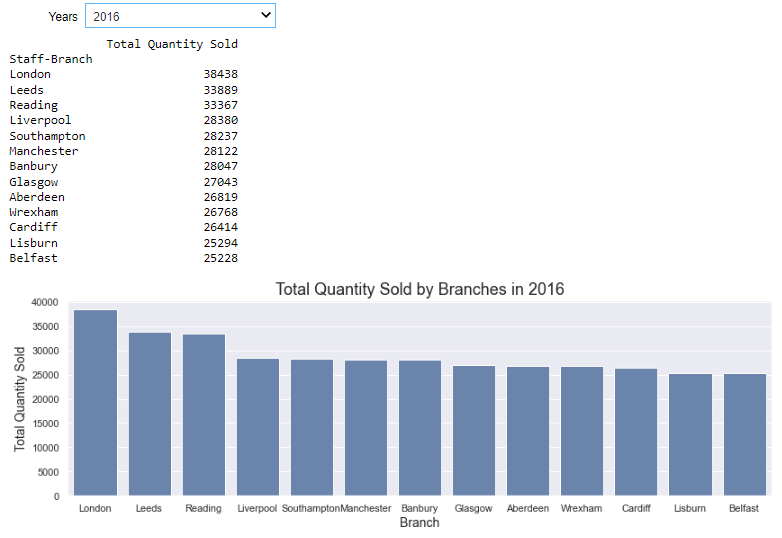 Years 2016
Total Quantity Sold
Staff-Branch
London 38438
Leeds 33889
Reading 33367
Liverpool 28380
Southampton 28237
Manchester 28122
Banbury 28047
Glasgow 27043
Aberdeen 26819
Wrexham 26768
Cardiff 26414
Lisburn 25294
Belfast 25228
Total Quantity Sold by Branches in 2016
Total Quantity Sold
40000
35000
30000
25000
20000
15000
10000
5000
0
London Leeds Reading Liverpool Southampton Manchester Banbury Glasgow Aberdeen Wrexham Cardiff Lisburn Belfast
Branch